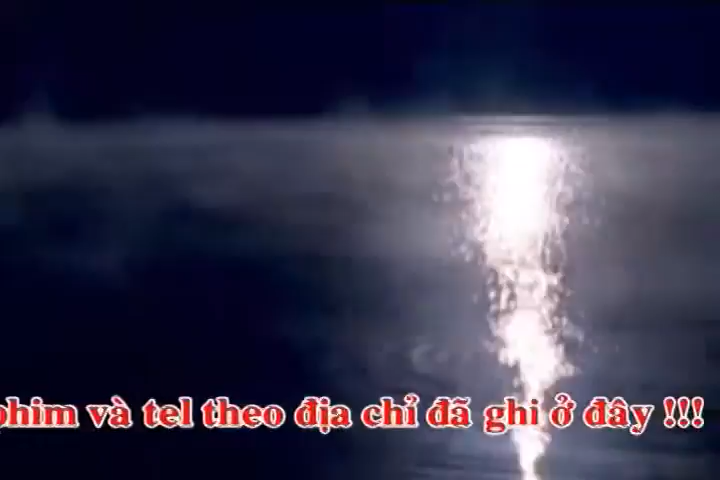 phim và tel theo địa chỉ đã ghi ở đây !!!